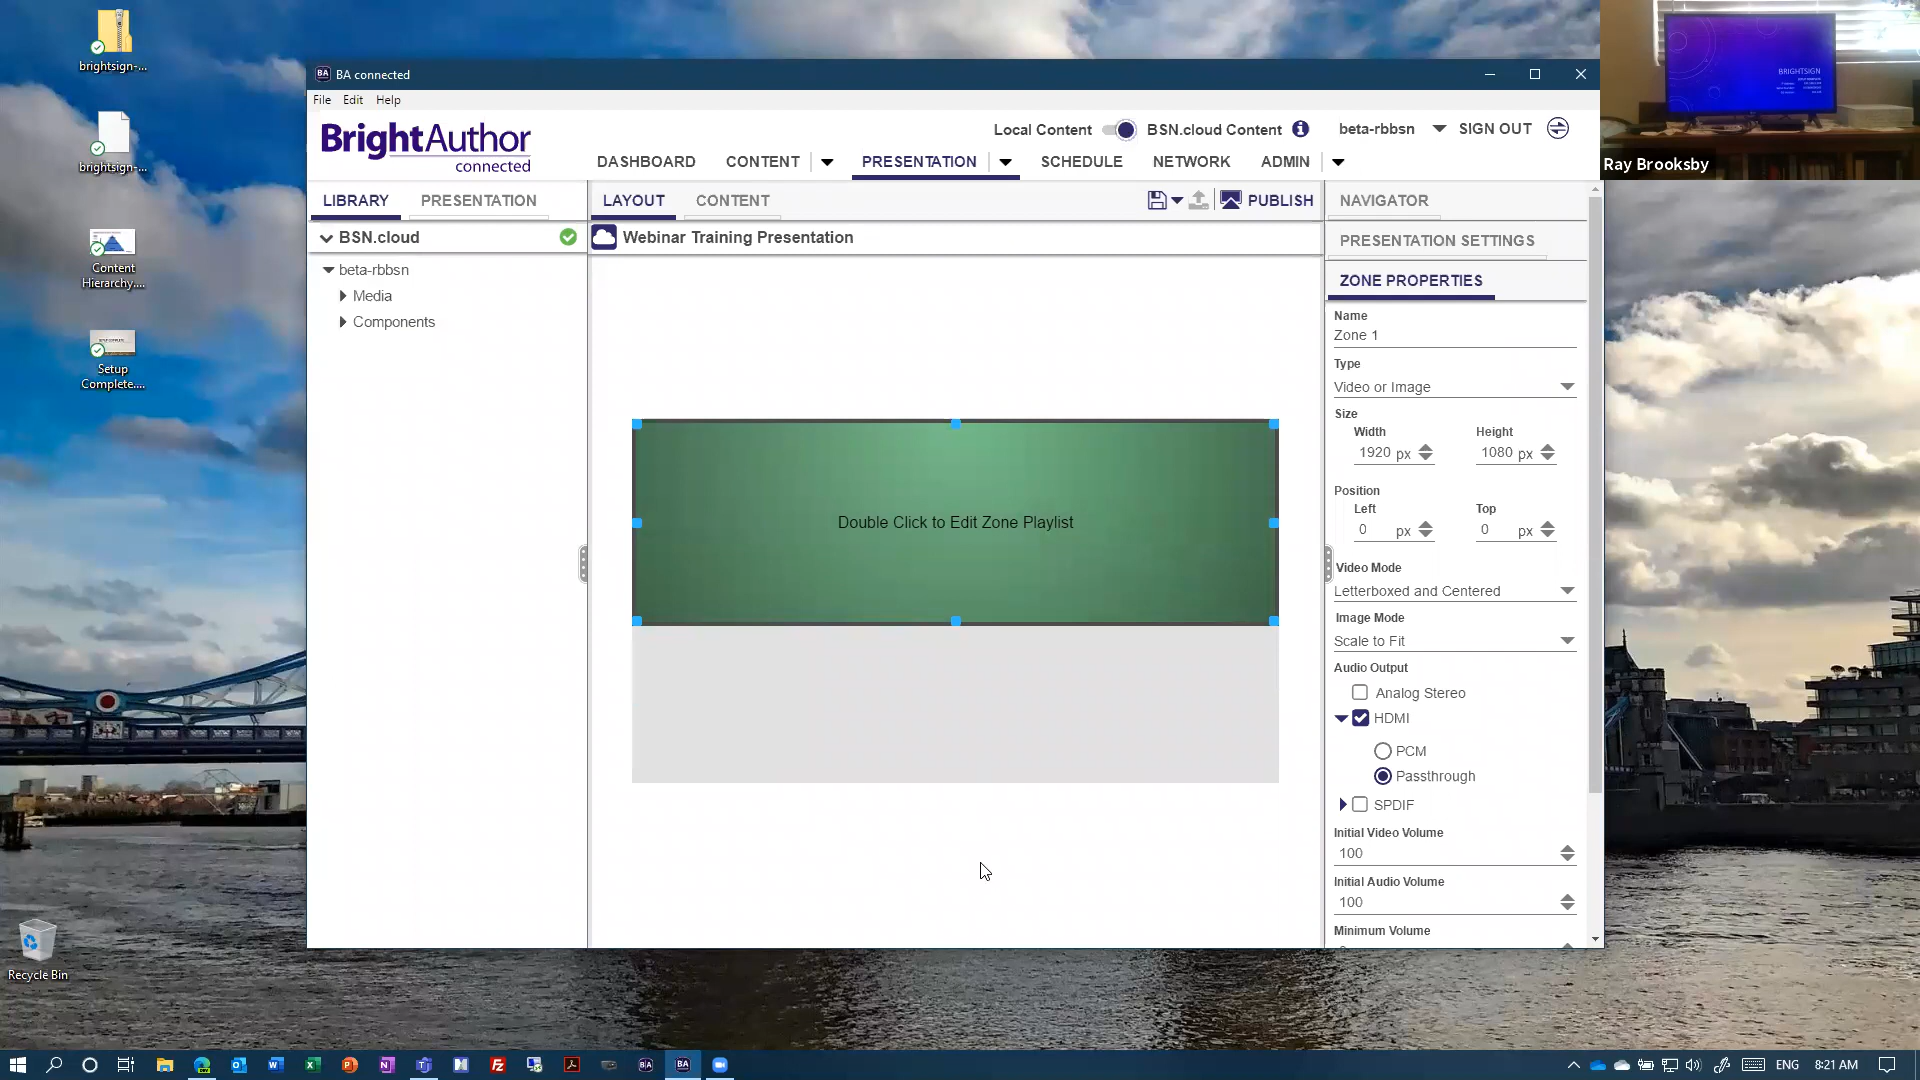 brightsign-...
brightsign-...
Content
Hierarchy....
Setup
Complete....
Recycle Bin
BA connected
File Edit Help
BrightAuthor
connected
Local Content BSN.cloud Content beta-rbbsn SIGN OUT
DASHBOARD CONTENT PRESENTATION SCHEDULE NETWORK ADMIN
LIBRARY PRESENTATION
BSN.cloud
beta-rbbsn
Media
Components
LAYOUT CONTENT PUBLISH
Webinar Training Presentation
Double Click to Edit Zone Playlist
NAVIGATOR
PRESENTATION SETTINGS
ZONE PROPERTIES
Name
Zone 1
Type
Video or Image
Size
Width Height
1920 px 1080 px
Position
Left Top
0 px 0 px
Video Mode
Letterboxed and Centered
Image Mode
Scale to Fit
Audio Output
Analog Stereo
HDMI
PCM
Passthrough
SPDIF
Initial Video Volume
100
Initial Audio Volume
100
Minimum Volume
BRIGHTSIGN
Ray Brooksby
ENG 8:21 AM